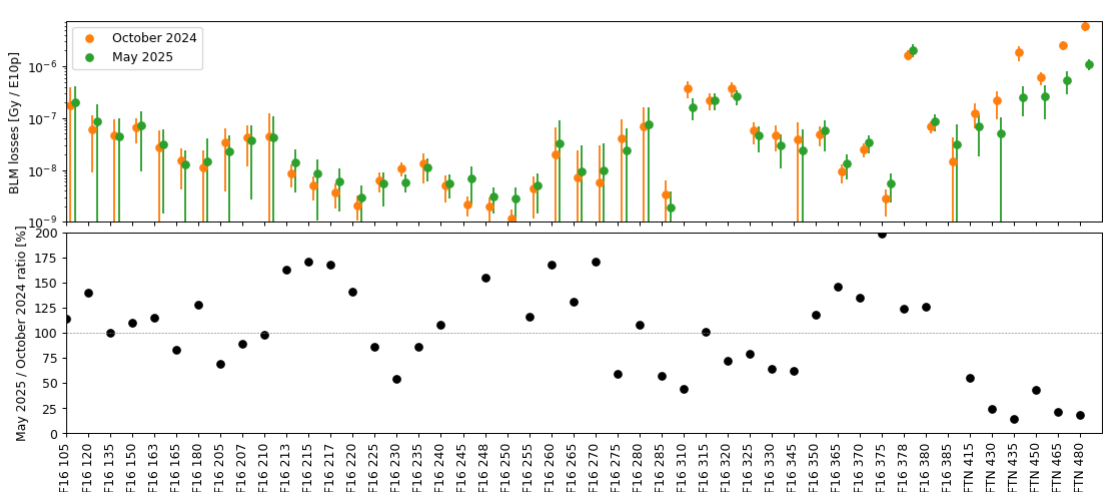 October 2024
May 2025
BLM losses [Gy / E10p]
10⁻⁶
10⁻⁷
10⁻⁸
10⁻⁹
May 2025 / October 2024 ratio [%]
200
175
150
125
100
75
50
25
0
F16 105
F16 120
F16 135
F16 150
F16 163
F16 165
F16 180
F16 205
F16 207
F16 210
F16 213
F16 215
F16 217
F16 220
F16 225
F16 230
F16 235
F16 240
F16 245
F16 248
F16 250
F16 255
F16 260
F16 265
F16 270
F16 275
F16 280
F16 285
F16 310
F16 315
F16 320
F16 325
F16 330
F16 345
F16 350
F16 365
F16 370
F16 375
F16 378
F16 380
F16 385
FTN 415
FTN 430
FTN 435
FTN 450
FTN 465
FTN 480